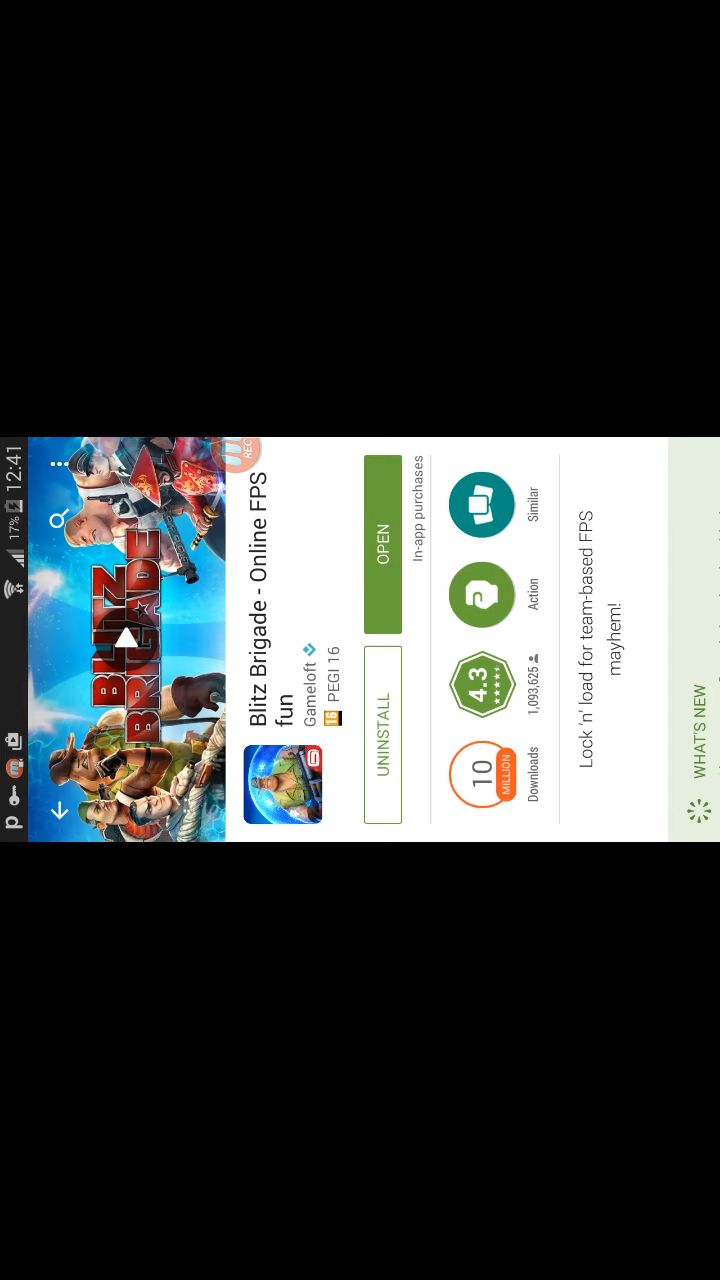 17% 12:41
BLITZ
BRIGADE
REC
Blitz Brigade - Online FPS
fun
Gameloft
16 PEGI 16
UNINSTALL
OPEN
In-app purchases
10
MILLION
4.3
Downloads
1,093,625
Action
Similar
Lock 'n' load for team-based FPS
mayhem!
WHAT'S NEW